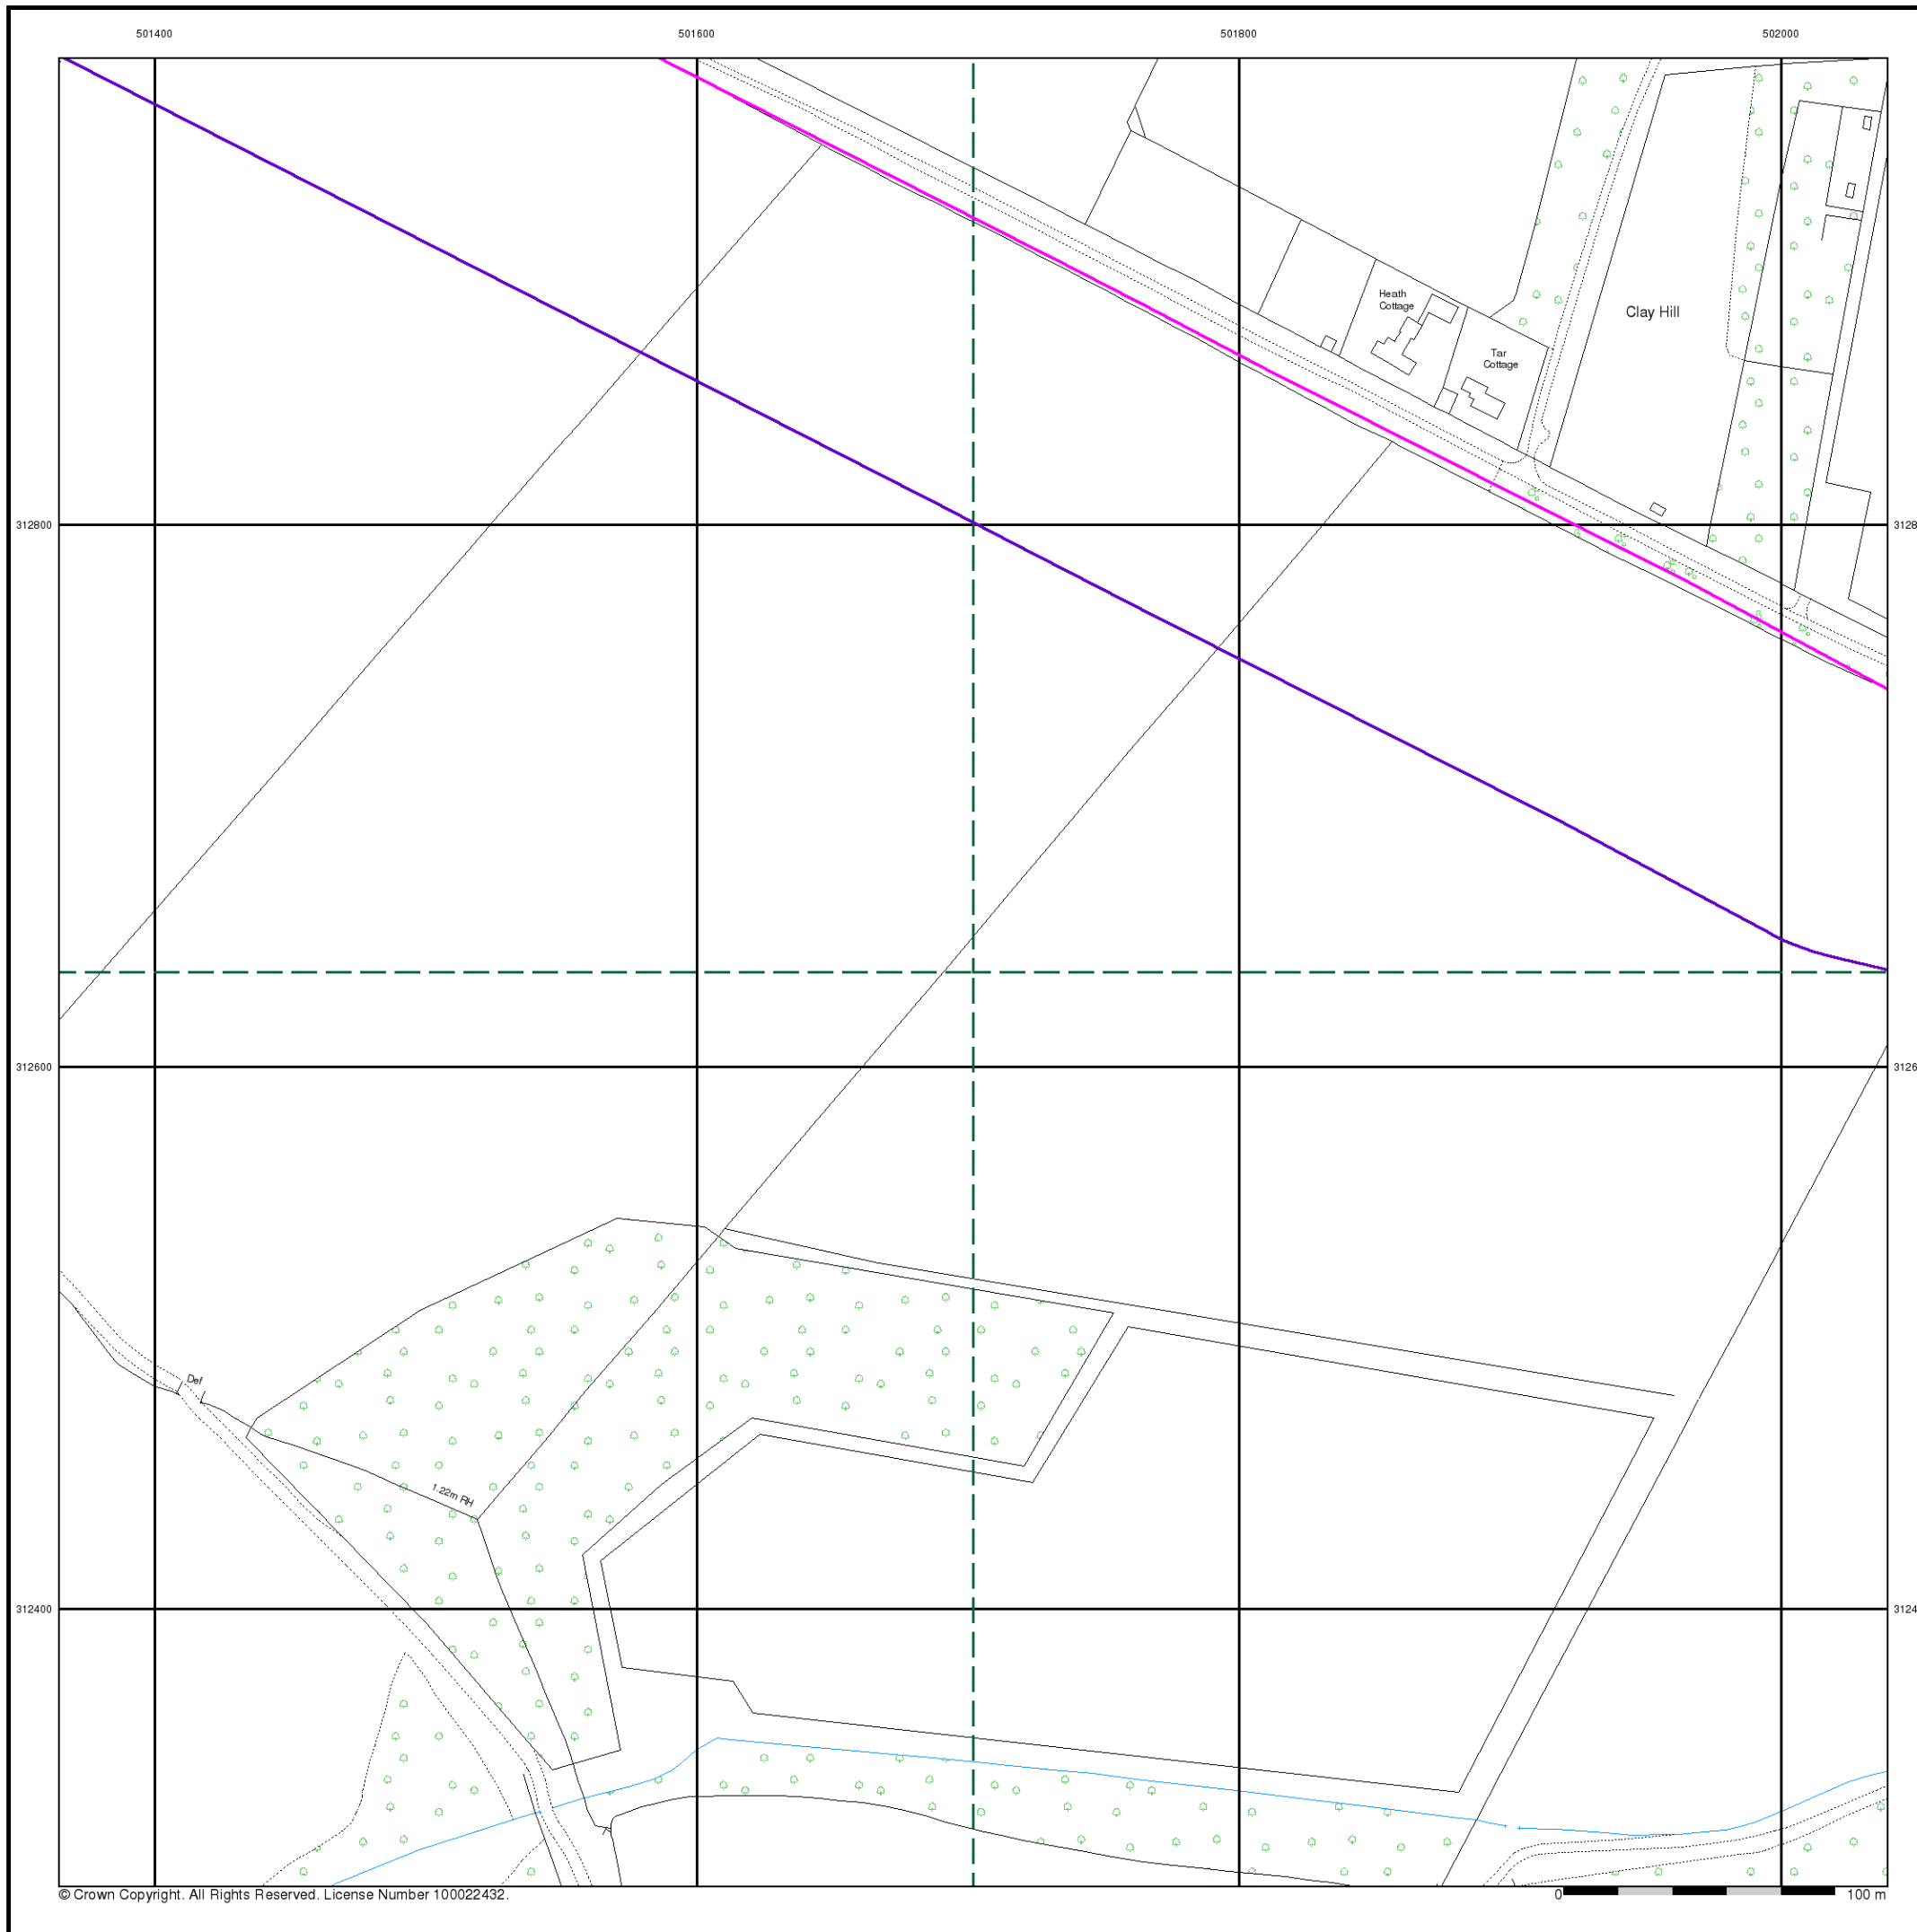 501400
501600
501800
502000
Heath
Cottage
Clay Hill
Tar
Cottage
312800
3128
312600
3126
Def
1.22m RH
312400
3124
© Crown Copyright. All Rights Reserved. License Number 100022432.
0
100 m